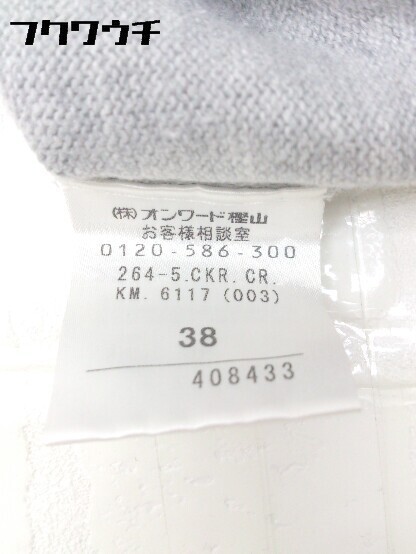 フクワウチ
(株)オンワード樫山
お客様相談室
0120-586-300
264-5.CKR.CR.
KM.6117(003)
38
408433